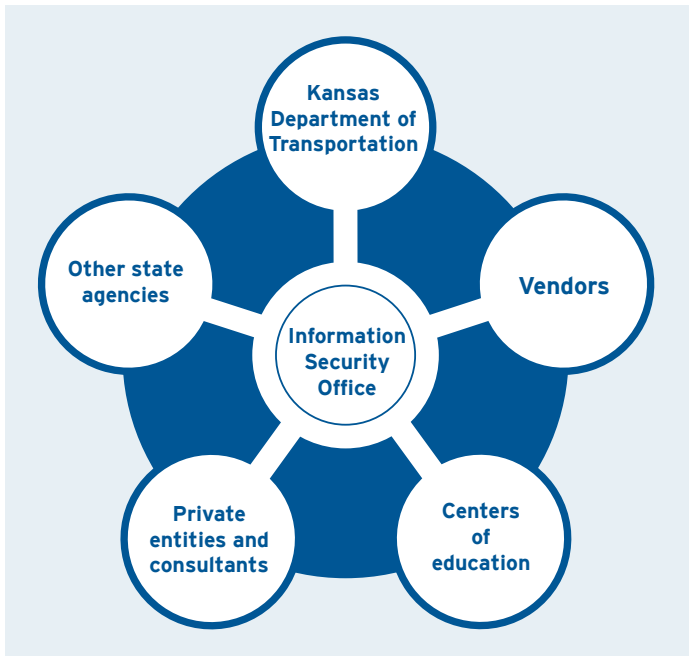 Kansas
Department of
Transportation
Other state
agencies
Vendors
Information
Security
Office
Private
entities and
consultants
Centers
of
education